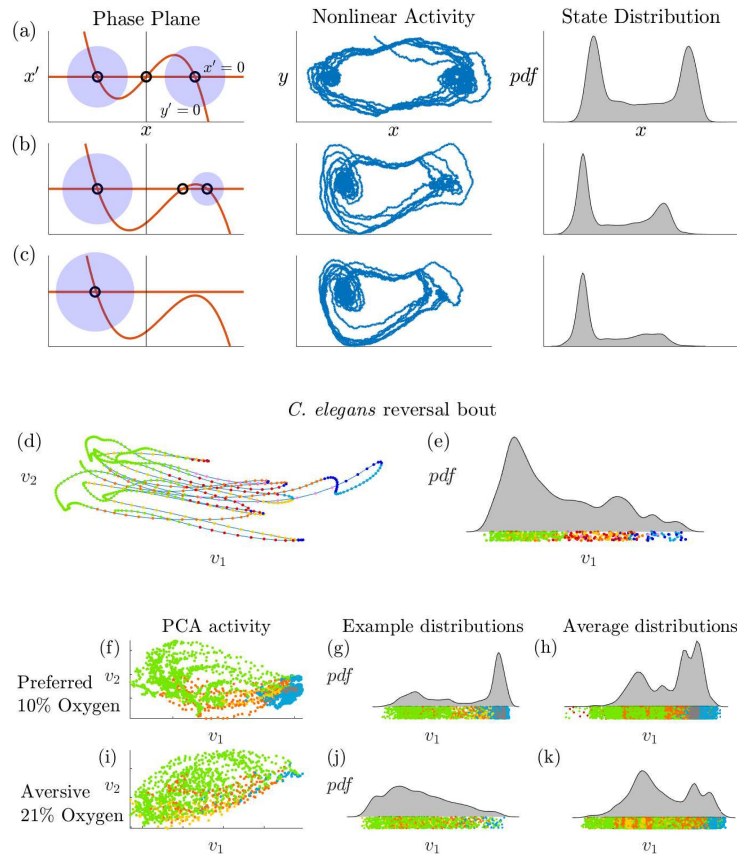 Phase Plane Nonlinear Activity State Distribution
(a)
x′ x′ = 0 y pdf
y′ = 0
x x x
(b)
(c)
C. elegans reversal bout
(d) (e)
v2 pdf
v1 v1
PCA activity Example distributions Average distributions
(f) (g) (h)
Preferred
10% Oxygen
v2 pdf
v1 v1 v1
(i) (j) (k)
Aversive
21% Oxygen
v2 pdf
v1 v1 v1